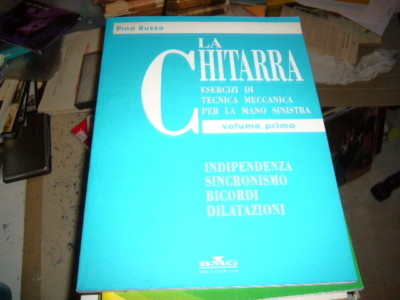 Pino Russo
LA
CHITARRA
ESERCIZI DI
TECNICA MECCANICA
PER LA MANO SINISTRA
volume primo
INDIPENDENZA
SINCRONISMO
BICORDI
DILATAZIONI
BMG